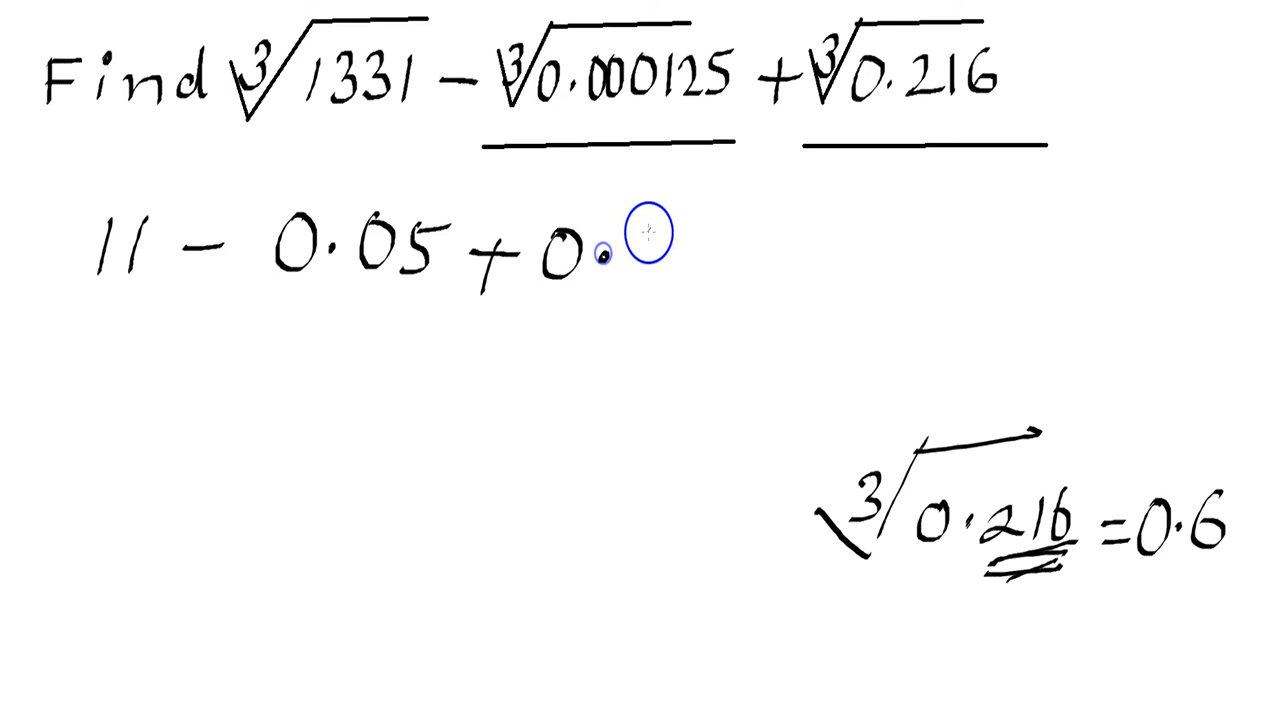 Find ∛1331 - ∛0.000125 + ∛0.216
11 - 0.05 + 0.
∛0.216 = 0.6